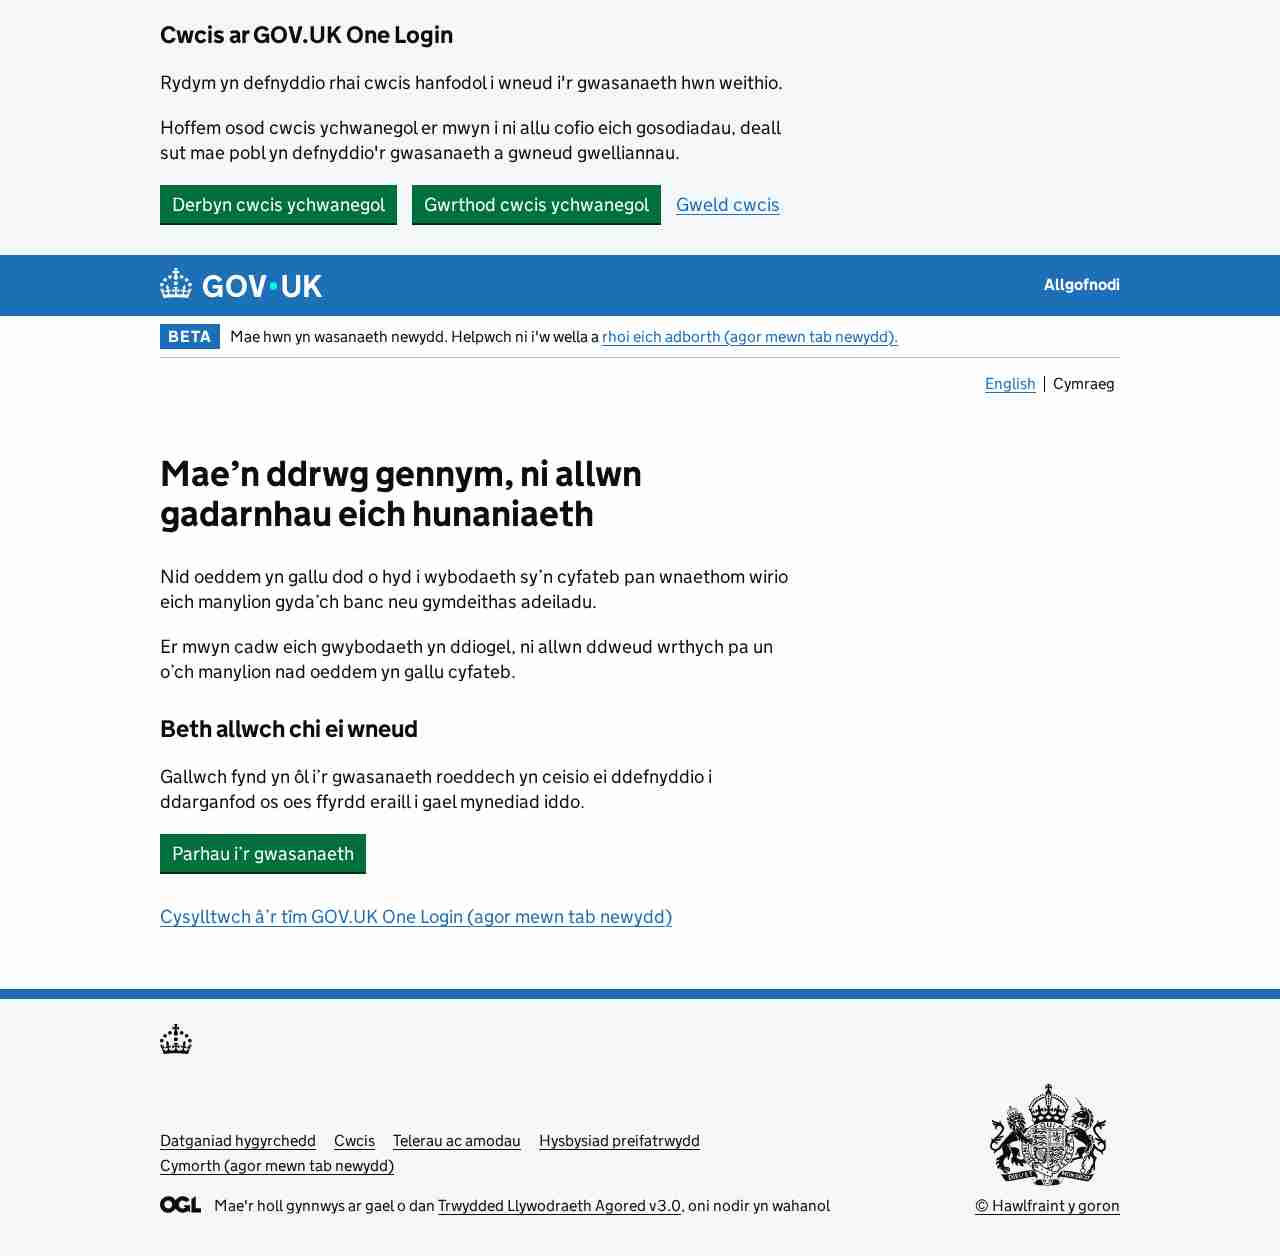 Cwcis ar GOV.UK One Login
Rydym yn defnyddio rhai cwcis hanfodol i wneud i'r gwasanaeth hwn weithio.
Hoffem osod cwcis ychwanegol er mwyn i ni allu cofio eich gosodiadau, deall
sut mae pobl yn defnyddio'r gwasanaeth a gwneud gwelliannau.
Derbyn cwcis ychwanegol Gwrthod cwcis ychwanegol Gweld cwcis
GOV·UK Allgofnodi
BETA Mae hwn yn wasanaeth newydd. Helpwch ni i'w wella a rhoi eich adborth (agor mewn tab newydd).
English Cymraeg
Mae’n ddrwg gennym, ni allwn
gadarnhau eich hunaniaeth
Nid oeddem yn gallu dod o hyd i wybodaeth sy’n cyfateb pan wnaethom wirio
eich manylion gyda’ch banc neu gymdeithas adeiladu.
Er mwyn cadw eich gwybodaeth yn ddiogel, ni allwn ddweud wrthych pa un
o’ch manylion nad oeddem yn gallu cyfateb.
Beth allwch chi ei wneud
Gallwch fynd yn ôl i’r gwasanaeth roeddech yn ceisio ei ddefnyddio i
ddarganfod os oes ffyrdd eraill i gael mynediad iddo.
Parhau i’r gwasanaeth
Cysylltwch â’r tîm GOV.UK One Login (agor mewn tab newydd)
Datganiad hygyrchedd Cwcis Telerau ac amodau Hysbysiad preifatrwydd
Cymorth (agor mewn tab newydd)
OGL Mae'r holl gynnwys ar gael o dan Trwydded Llywodraeth Agored v3.0, oni nodir yn wahanol
© Hawlfraint y goron